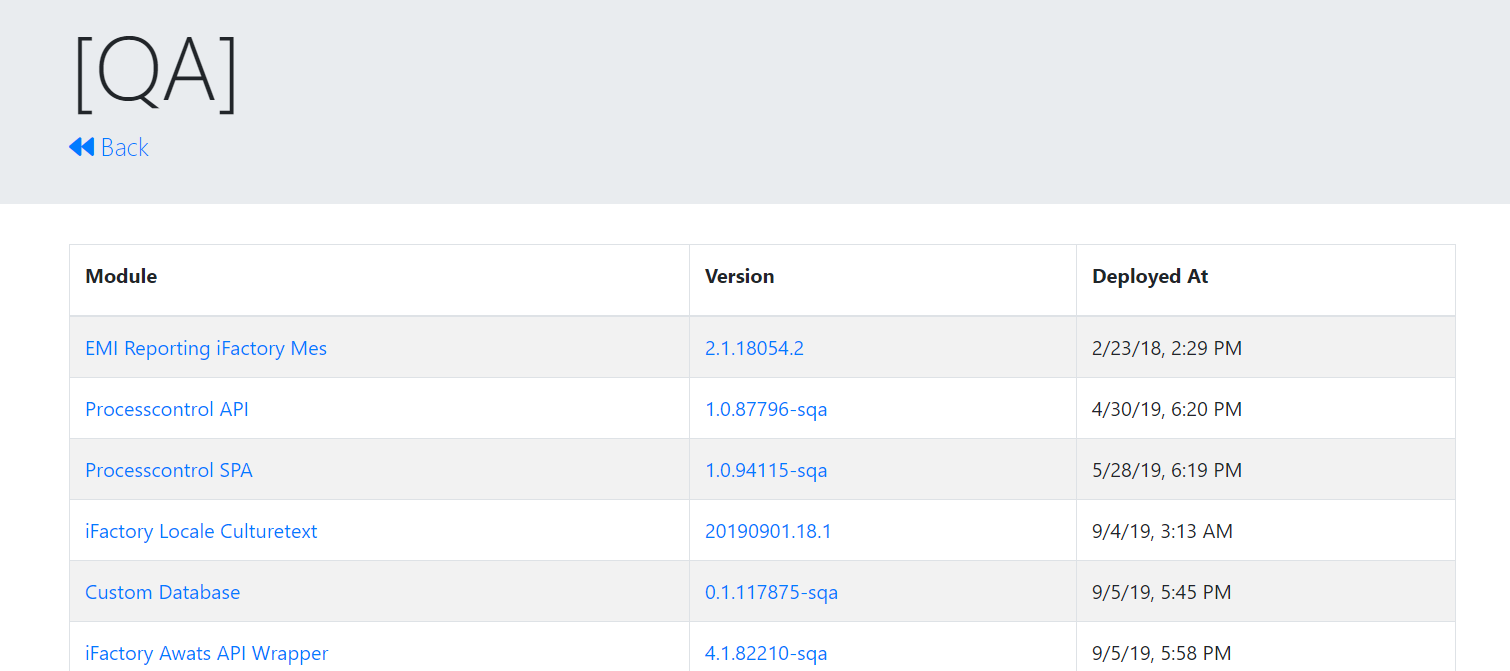 [QA]
Back
Module Version Deployed At
EMI Reporting iFactory Mes 2.1.18054.2 2/23/18, 2:29 PM
Processcontrol API 1.0.87796-sqa 4/30/19, 6:20 PM
Processcontrol SPA 1.0.94115-sqa 5/28/19, 6:19 PM
iFactory Locale Culturetext 20190901.18.1 9/4/19, 3:13 AM
Custom Database 0.1.117875-sqa 9/5/19, 5:45 PM
iFactory Awats API Wrapper 4.1.82210-sqa 9/5/19, 5:58 PM